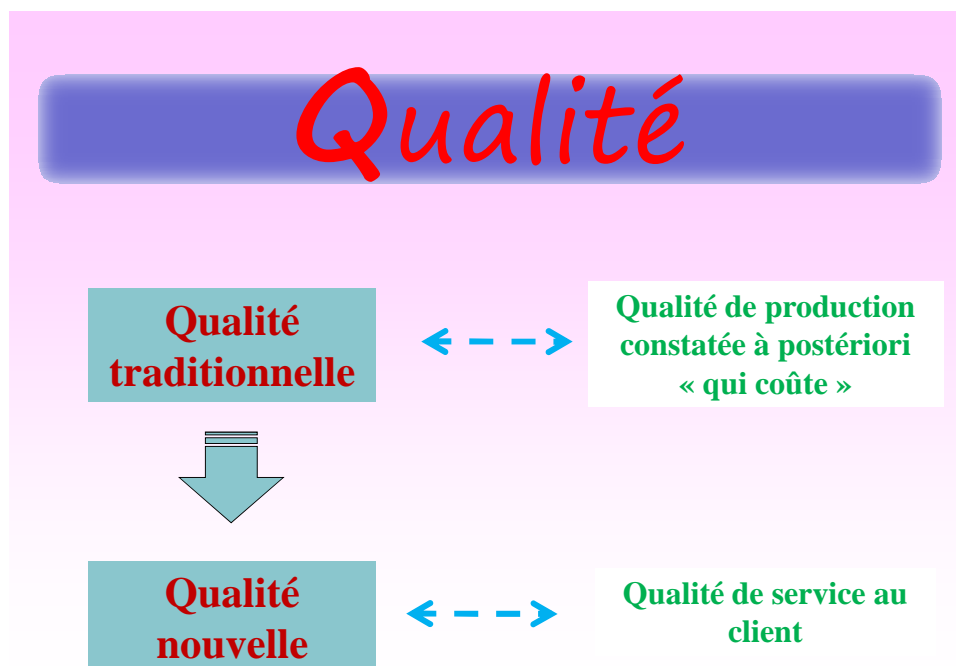 Qualité
Qualité
traditionnelle
Qualité de production
constatée à postériori
« qui coûte »
Qualité
nouvelle
Qualité de service au
client